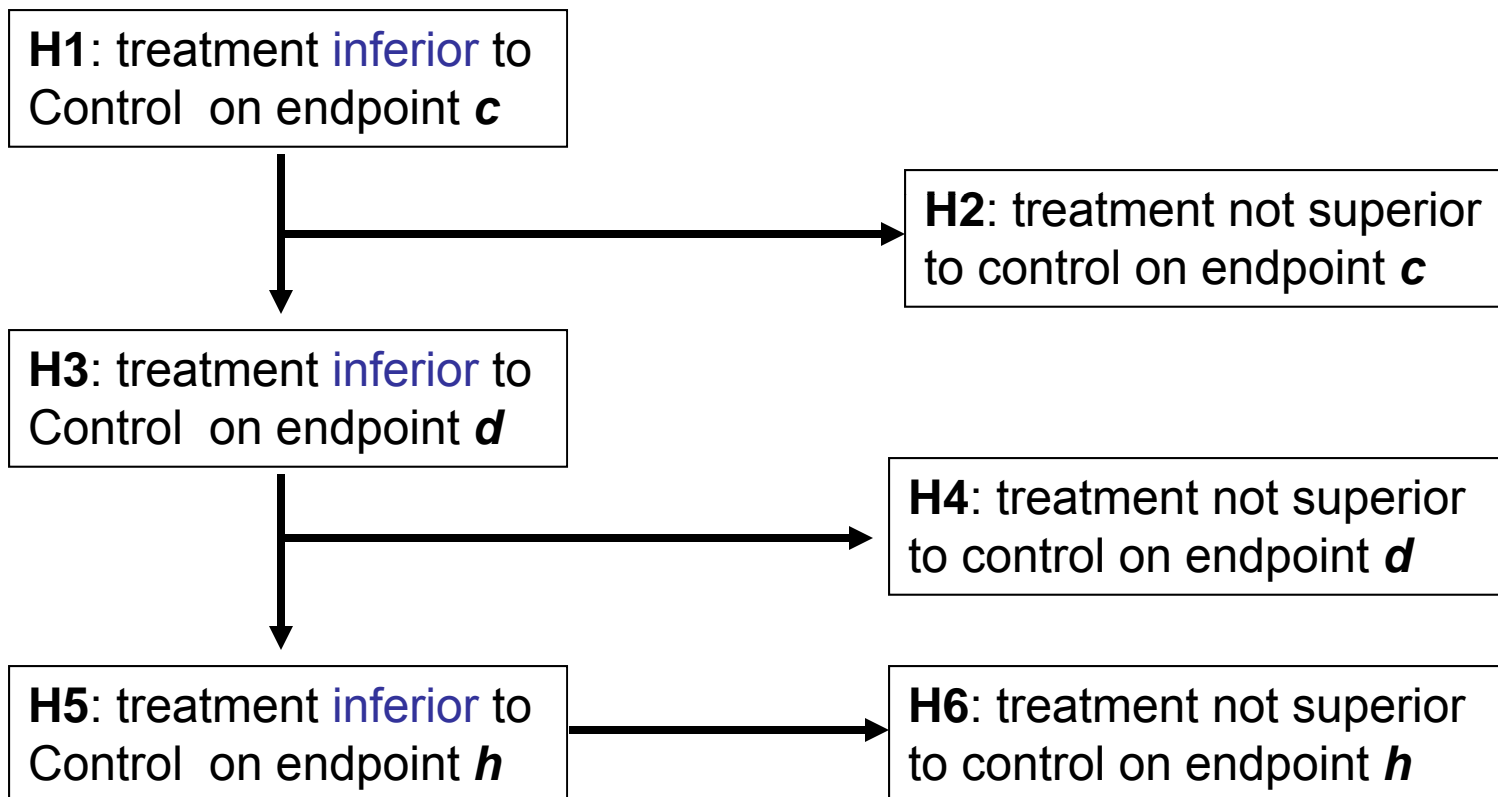 H1: treatment inferior to
Control on endpoint c
H2: treatment not superior
to control on endpoint c
H3: treatment inferior to
Control on endpoint d
H4: treatment not superior
to control on endpoint d
H5: treatment inferior to
Control on endpoint h
H6: treatment not superior
to control on endpoint h